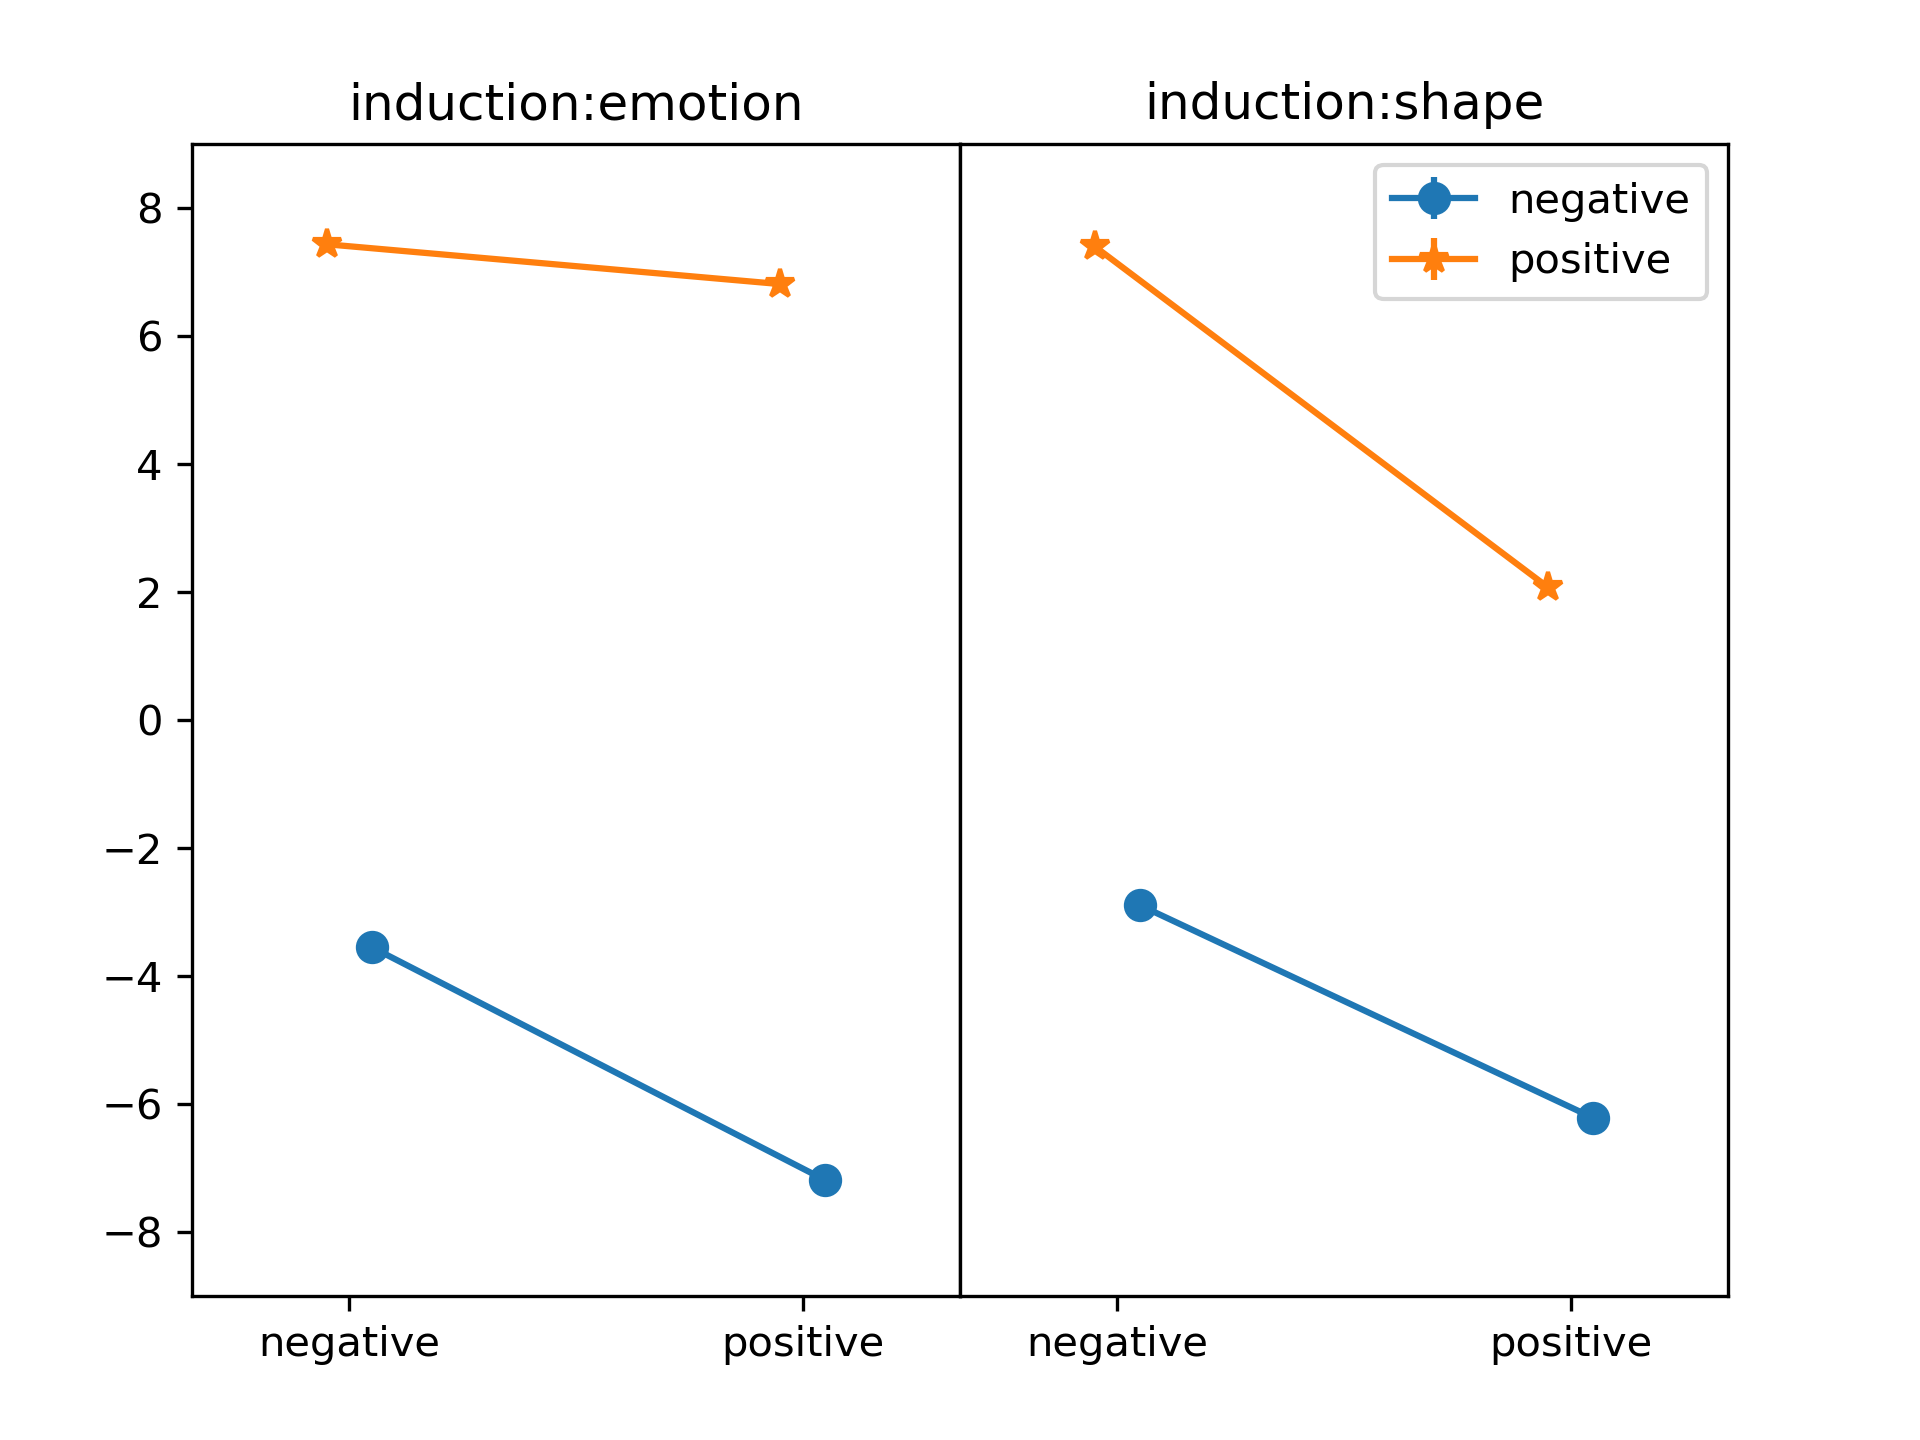 induction:emotion
induction:shape
negative
positive
8
6
4
2
0
−2
−4
−6
−8
negative
positive
negative
positive